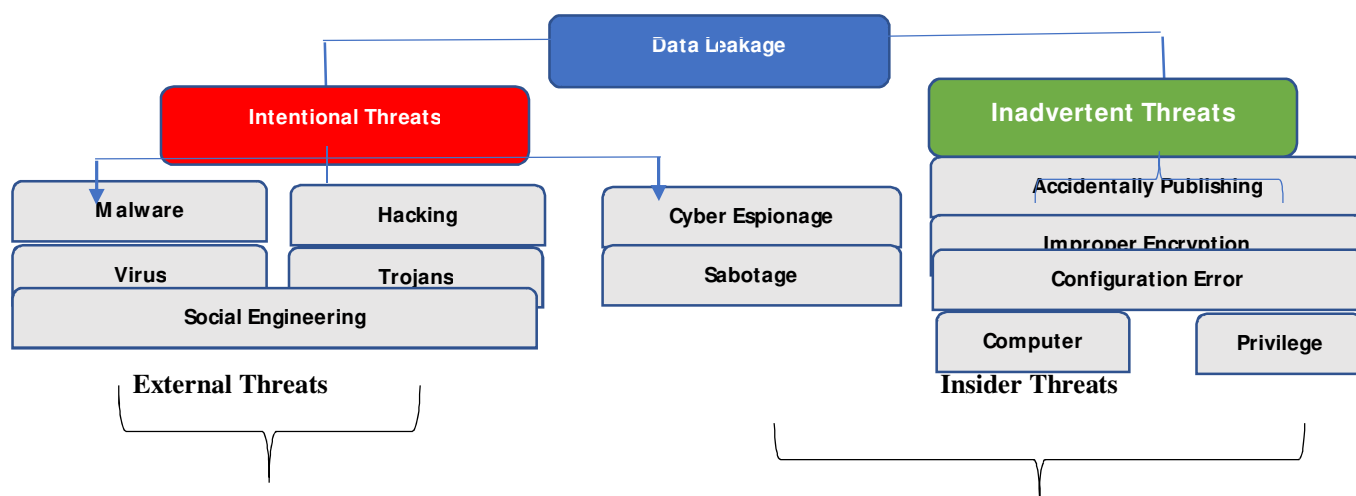 Data Leakage
Intentional Threats
Inadvertent Threats
Malware
Hacking
Cyber Espionage
Accidentally Publishing
Virus
Trojans
Sabotage
Improper Encryption
Configuration Error
Social Engineering
Computer
Privilege
External Threats
Insider Threats